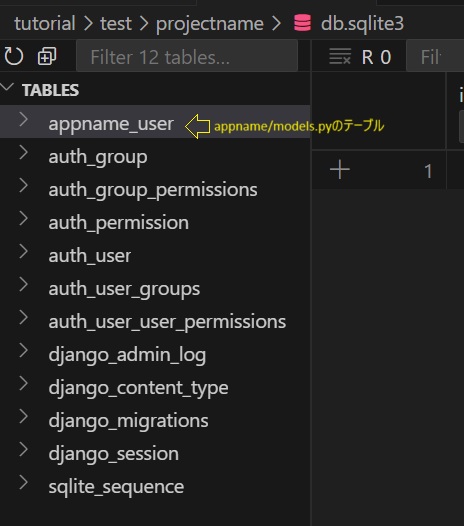 tutorial > test > projectname > db.sqlite3
Filter 12 tables...
R 0
Fil
TABLES
appname_user
appname/models.pyのテーブル
auth_group
auth_group_permissions
1
auth_permission
auth_user
auth_user_groups
auth_user_user_permissions
django_admin_log
django_content_type
django_migrations
django_session
sqlite_sequence